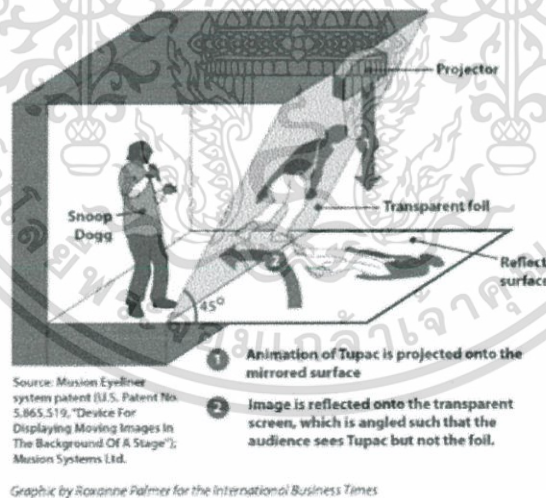 Projector
Transparent foil
Snoop
Dogg
Reflect
surface
45°
2
1 Animation of Tupac is projected onto the
mirrored surface
2 Image is reflected onto the transparent
screen, which is angled such that the
audience sees Tupac but not the foil.
Source: Musion Eyeliner
system patent (U.S. Patent No.
5,865,519, "Device For
Displaying Moving Images In
The Background Of A Stage");
Musion Systems Ltd.
Graphic by Roxanne Palmer for the International Business Times